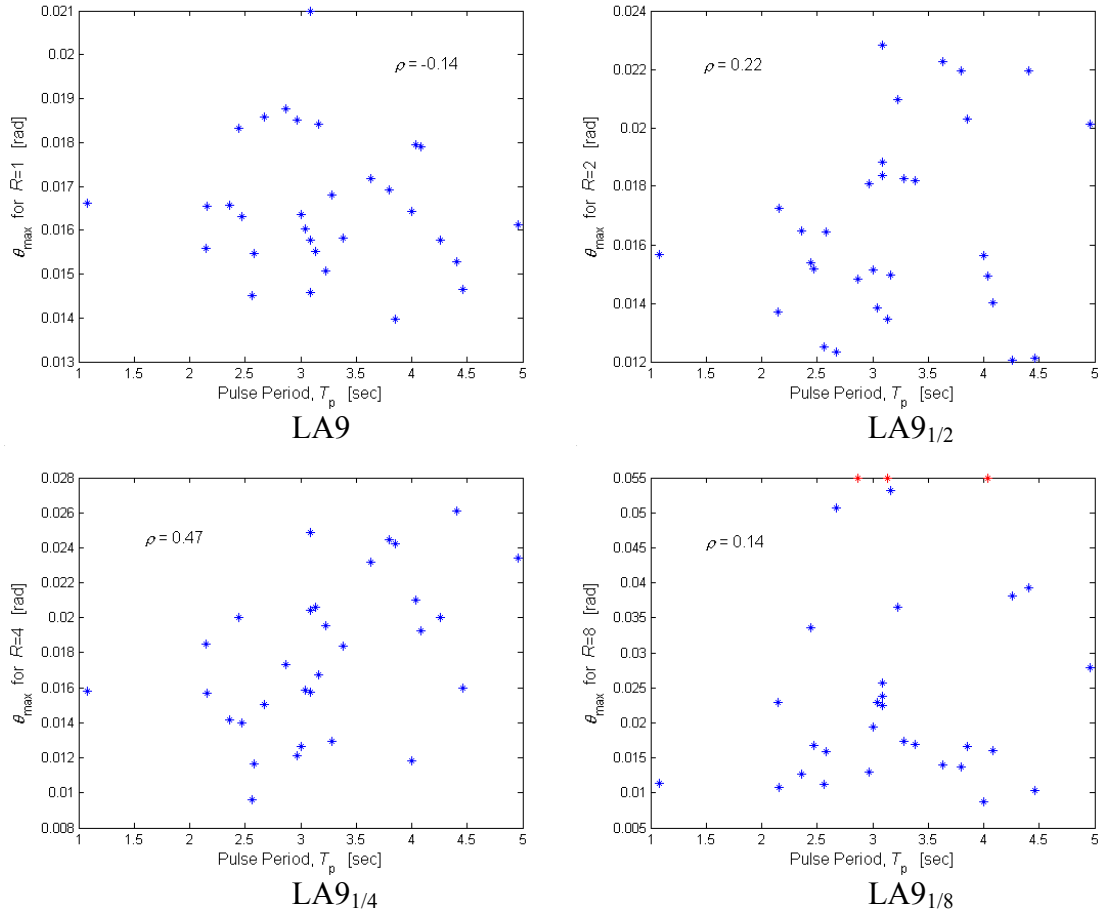 0.021
0.019
0.018
0.017
0.016
0.015
0.014
0.013
θmax for R=1 [rad]
ρ = -0.14
1 1.5 2 2.5 3 3.5 4 4.5 5
Pulse Period, Tp [sec]
LA9
0.024
0.022
0.02
0.018
0.016
0.014
0.012
θmax for R=2 [rad]
ρ = 0.22
1 1.5 2 2.5 3 3.5 4 4.5 5
Pulse Period, Tp [sec]
LA91/2
0.028
0.026
0.024
0.022
0.02
0.018
0.016
0.014
0.012
0.01
0.008
θmax for R=4 [rad]
ρ = 0.47
1 1.5 2 2.5 3 3.5 4 4.5 5
Pulse Period, Tp [sec]
LA91/4
0.055
0.05
0.045
0.04
0.035
0.03
0.025
0.02
0.015
0.01
0.005
θmax for R=8 [rad]
ρ = 0.14
1 1.5 2 2.5 3 3.5 4 4.5 5
Pulse Period, Tp [sec]
LA91/8